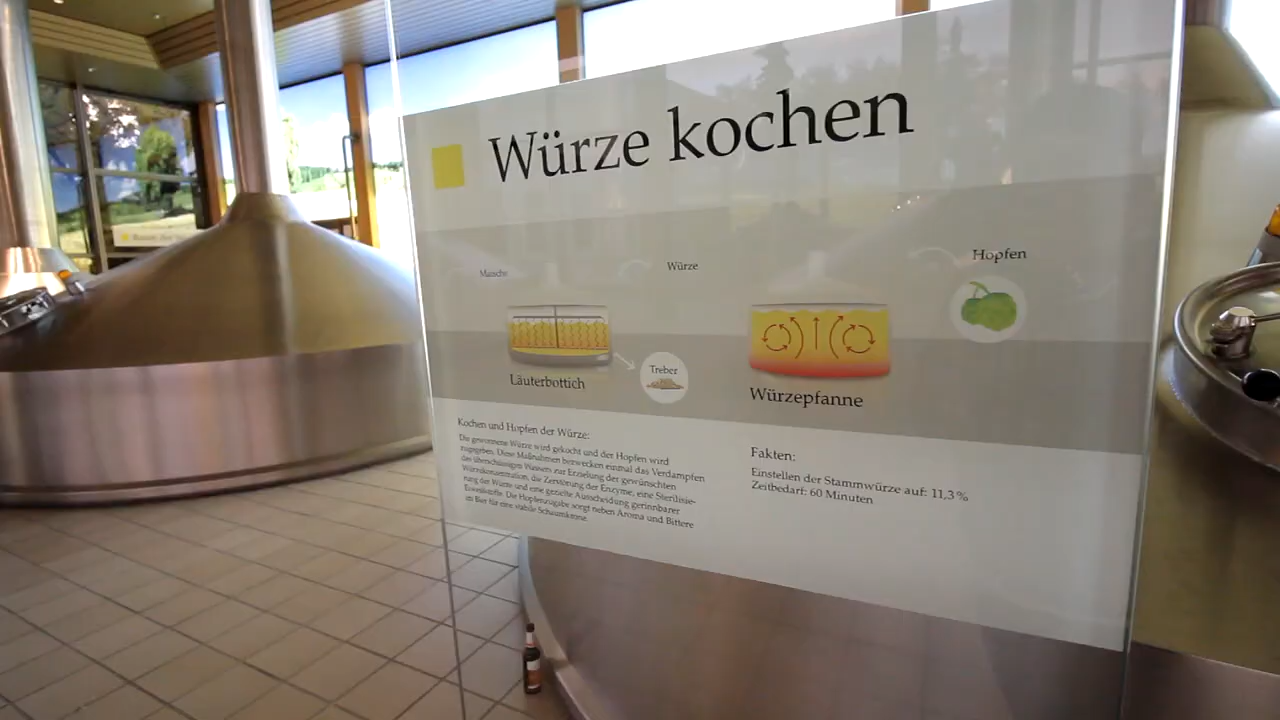 Würze kochen
Maische
Würze
Hopfen
Läuterbottich
Treber
Würzepfanne
Kochen und Hopfen der Würze:
Die gewonnene Würze wird gekocht und der Hopfen wird
zugegeben. Diese Maßnahmen bezwecken einmal das Verdampfen
des überschüssigen Wassers zur Erzielung der gewünschten
Würzekonzentration, die Zerstörung der Enzyme, eine Sterilisie-
rung der Würze und eine gezielte Ausscheidung gerinnbarer
Eiweißstoffe. Die Hopfenzugabe sorgt neben Aroma und Bittere
im Bier für eine stabile Schaumkrone.
Fakten:
Einstellen der Stammwürze auf: 11,3 %
Zeitbedarf: 60 Minuten